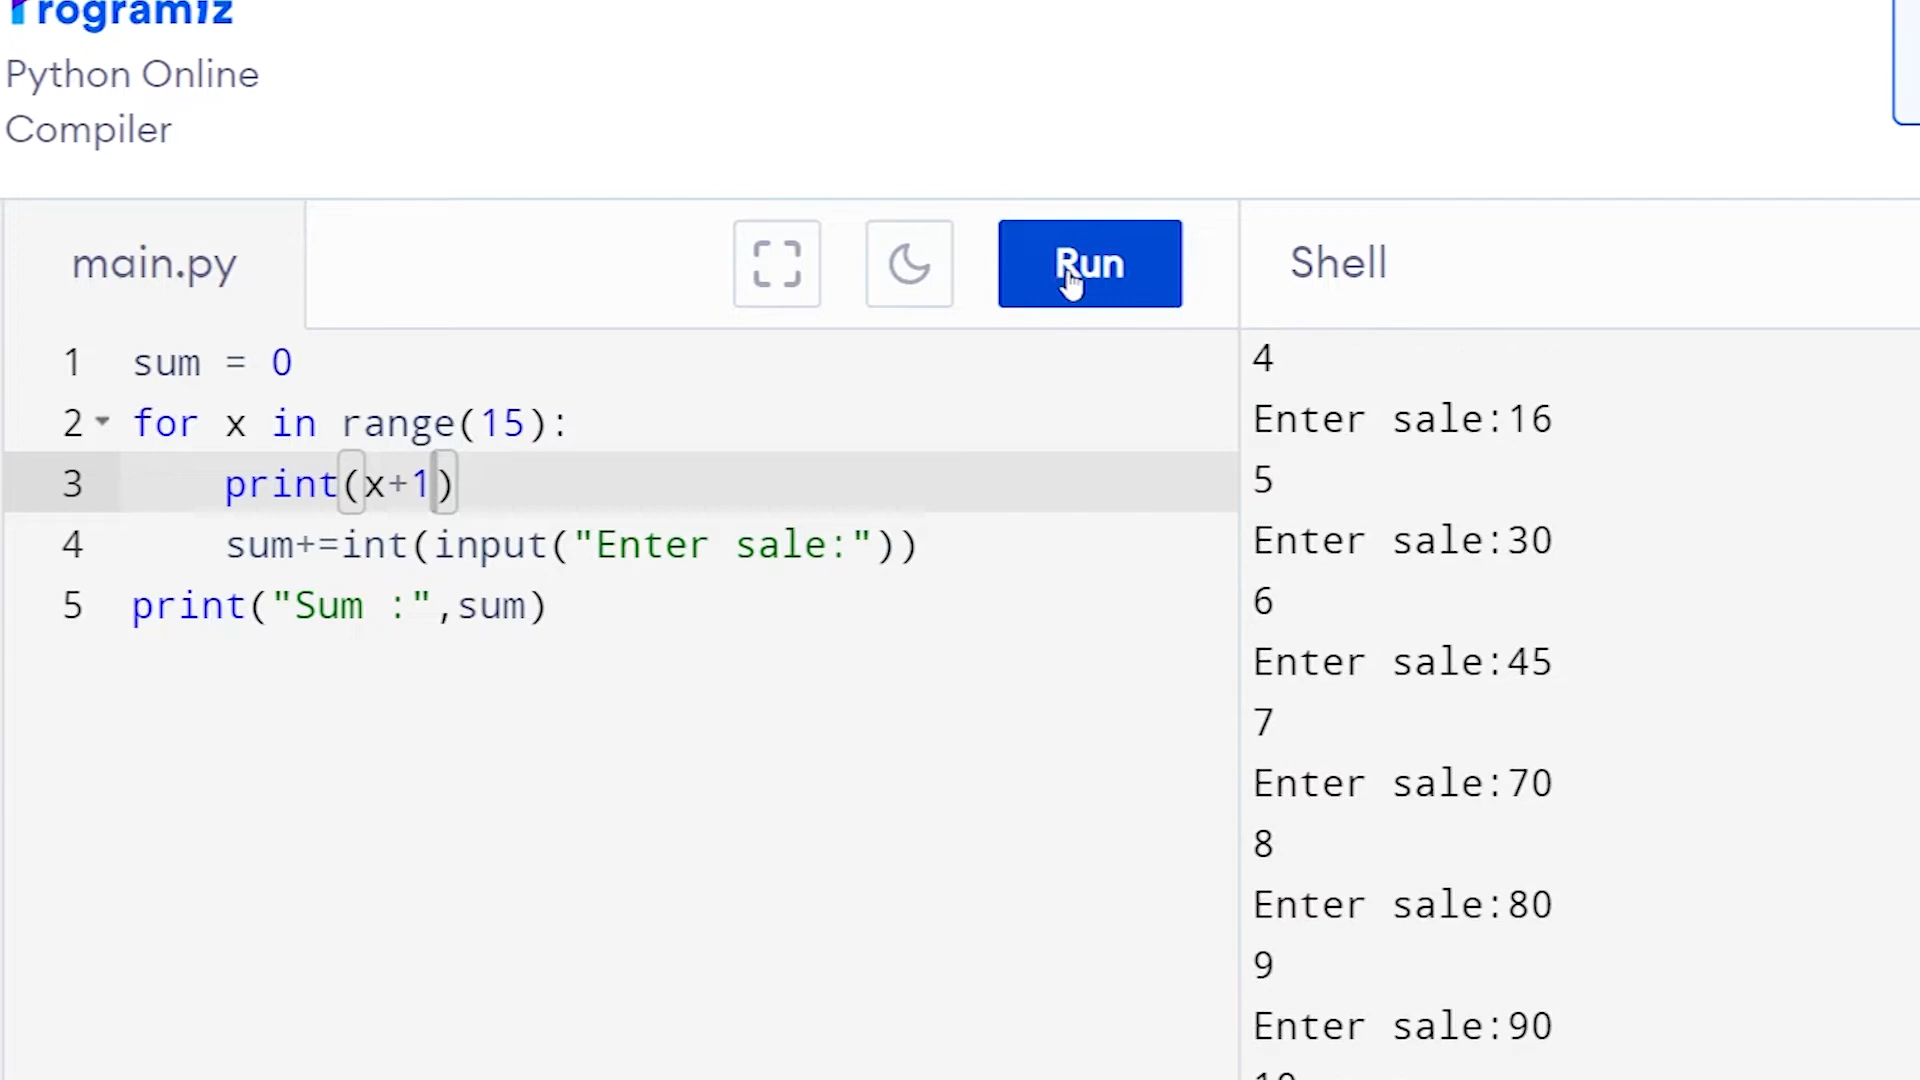 Programiz
Python Online
Compiler
main.py
Run
Shell
1 sum = 0
2 for x in range(15):
3 print(x+1)
4 sum+=int(input("Enter sale:"))
5 print("Sum :",sum)
4
Enter sale:16
5
Enter sale:30
6
Enter sale:45
7
Enter sale:70
8
Enter sale:80
9
Enter sale:90
10